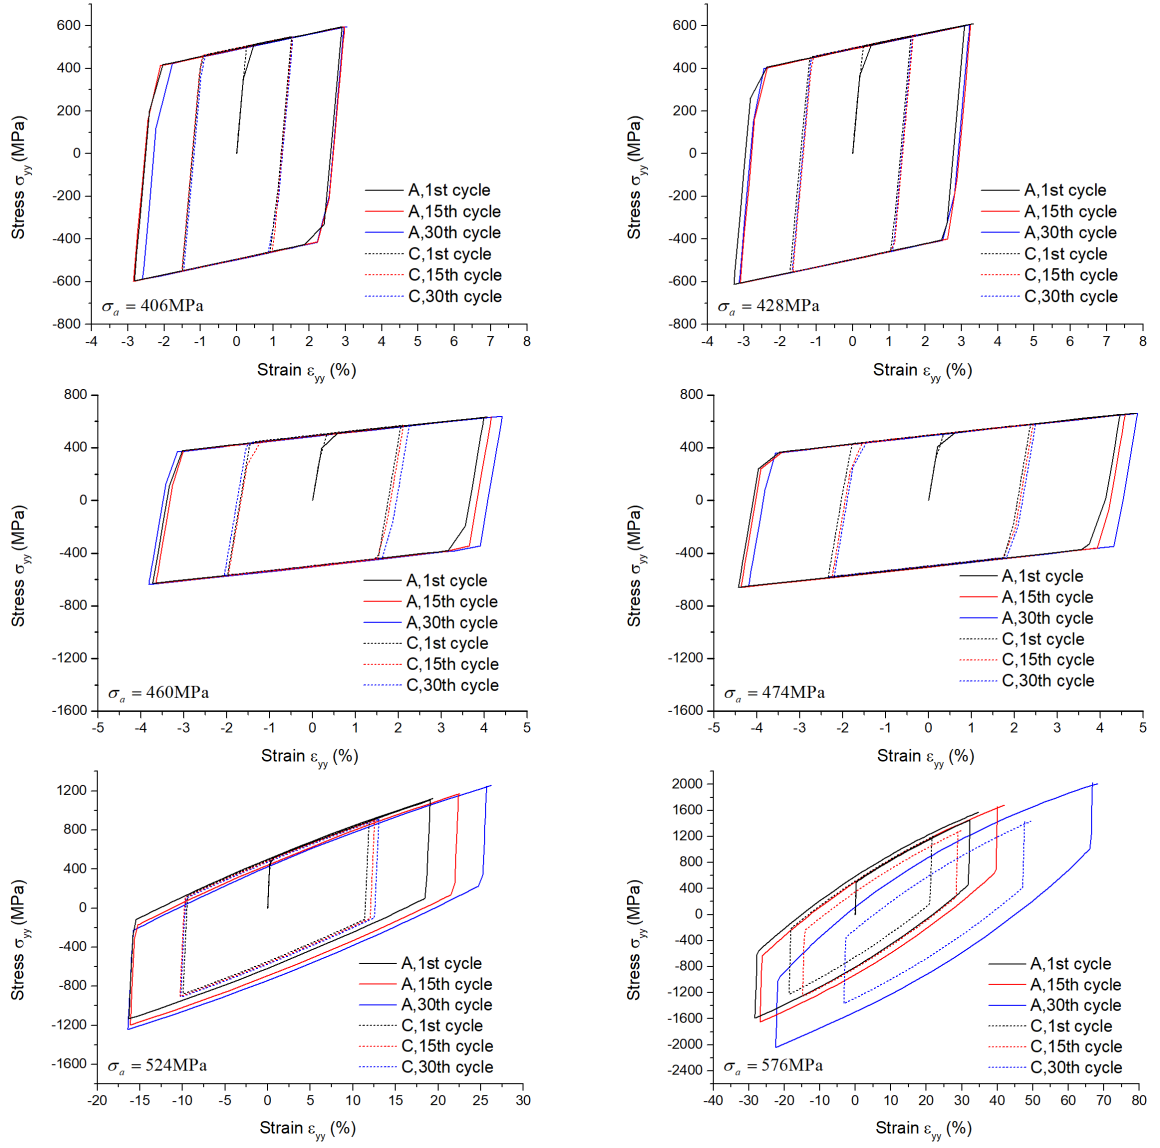 600
400
200
0
-200
-400
-600
-800
Stress σyy (MPa)
A,1st cycle
A,15th cycle
A,30th cycle
C,1st cycle
C,15th cycle
C,30th cycle
σa = 406MPa
-4 -3 -2 -1 0 1 2 3 4 5 6 7 8
Strain εyy (%)
600
400
200
0
-200
-400
-600
-800
Stress σyy (MPa)
A,1st cycle
A,15th cycle
A,30th cycle
C,1st cycle
C,15th cycle
C,30th cycle
σa = 428MPa
-4 -3 -2 -1 0 1 2 3 4 5 6 7 8
Strain εyy (%)
800
400
0
-400
-800
-1200
-1600
Stress σyy (MPa)
A,1st cycle
A,15th cycle
A,30th cycle
C,1st cycle
C,15th cycle
C,30th cycle
σa = 460MPa
-5 -4 -3 -2 -1 0 1 2 3 4 5
Strain εyy (%)
800
400
0
-400
-800
-1200
-1600
Stress σyy (MPa)
A,1st cycle
A,15th cycle
A,30th cycle
C,1st cycle
C,15th cycle
C,30th cycle
σa = 474MPa
-5 -4 -3 -2 -1 0 1 2 3 4 5
Strain εyy (%)
1200
800
400
0
-400
-800
-1200
-1600
Stress σyy (MPa)
A,1st cycle
A,15th cycle
A,30th cycle
C,1st cycle
C,15th cycle
C,30th cycle
σa = 524MPa
-20 -15 -10 -5 0 5 10 15 20 25 30
Strain εyy (%)
2000
1600
1200
800
400
0
-400
-800
-1200
-1600
-2000
-2400
Stress σyy (MPa)
A,1st cycle
A,15th cycle
A,30th cycle
C,1st cycle
C,15th cycle
C,30th cycle
σa = 576MPa
-40 -30 -20 -10 0 10 20 30 40 50 60 70 80
Strain εyy (%)